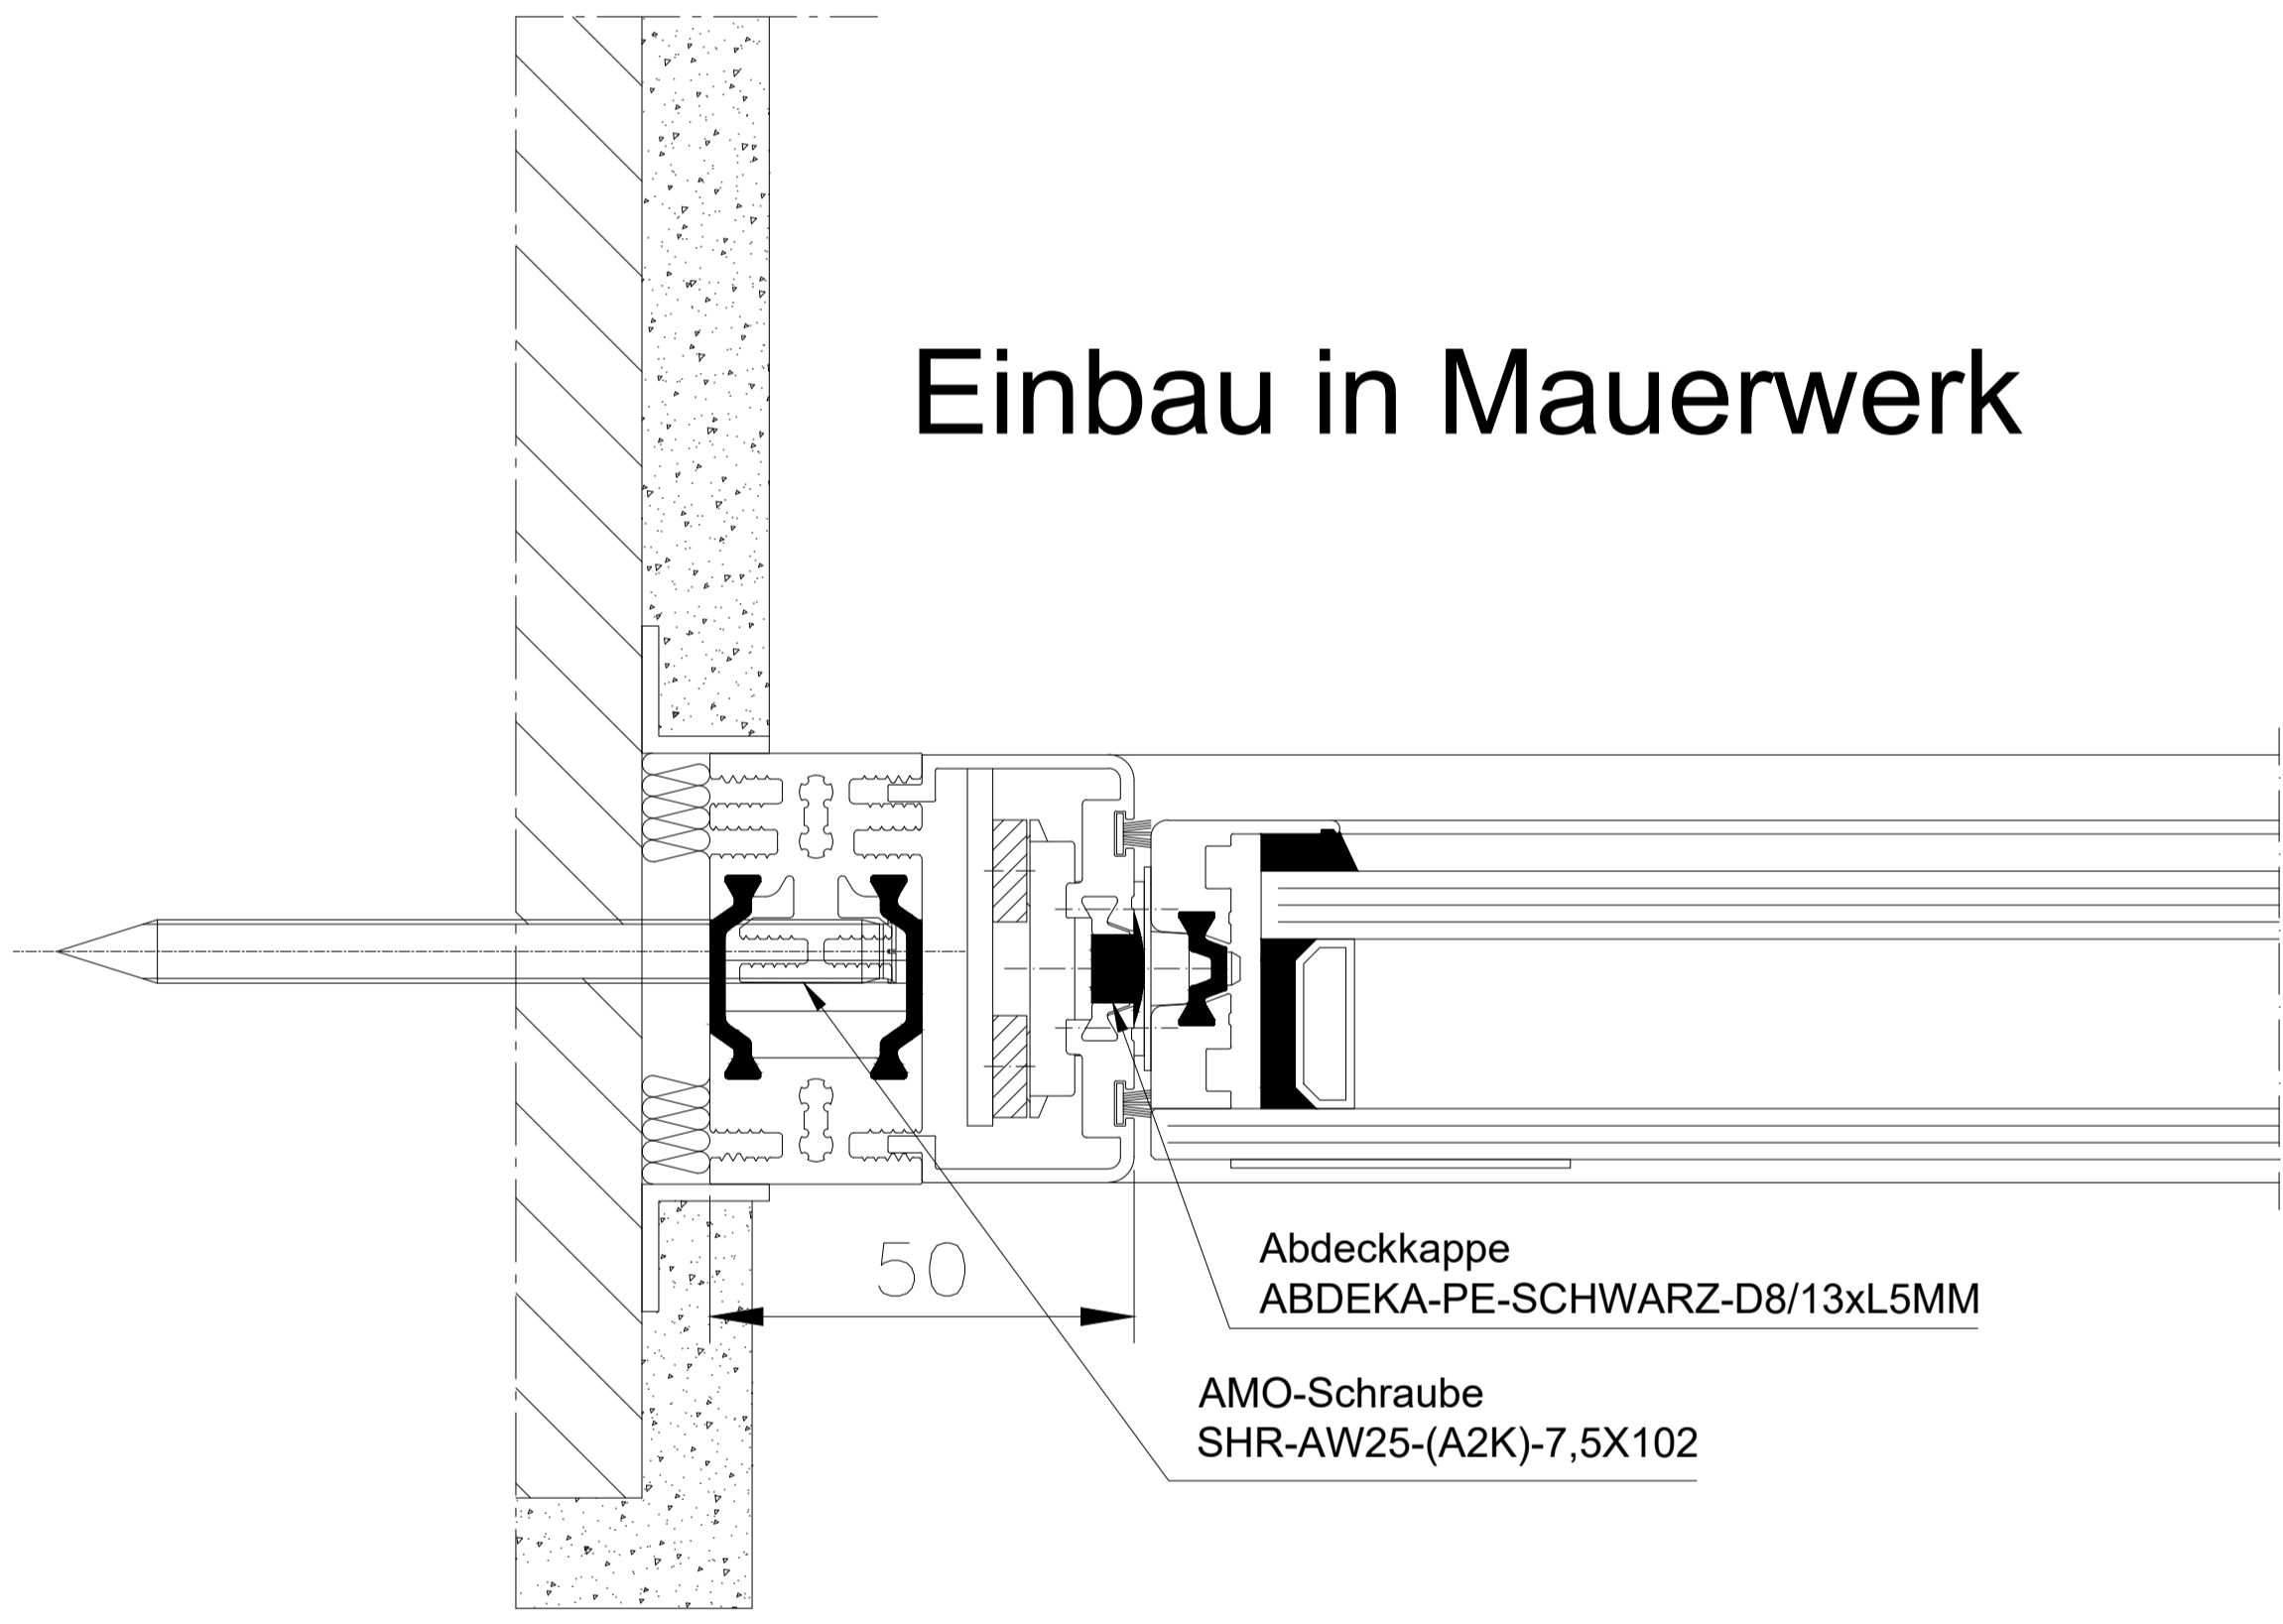 Einbau in Mauerwerk
50
Abdeckkappe
ABDEKA-PE-SCHWARZ-D8/13xL5MM
AMO-Schraube
SHR-AW25-(A2K)-7,5X102